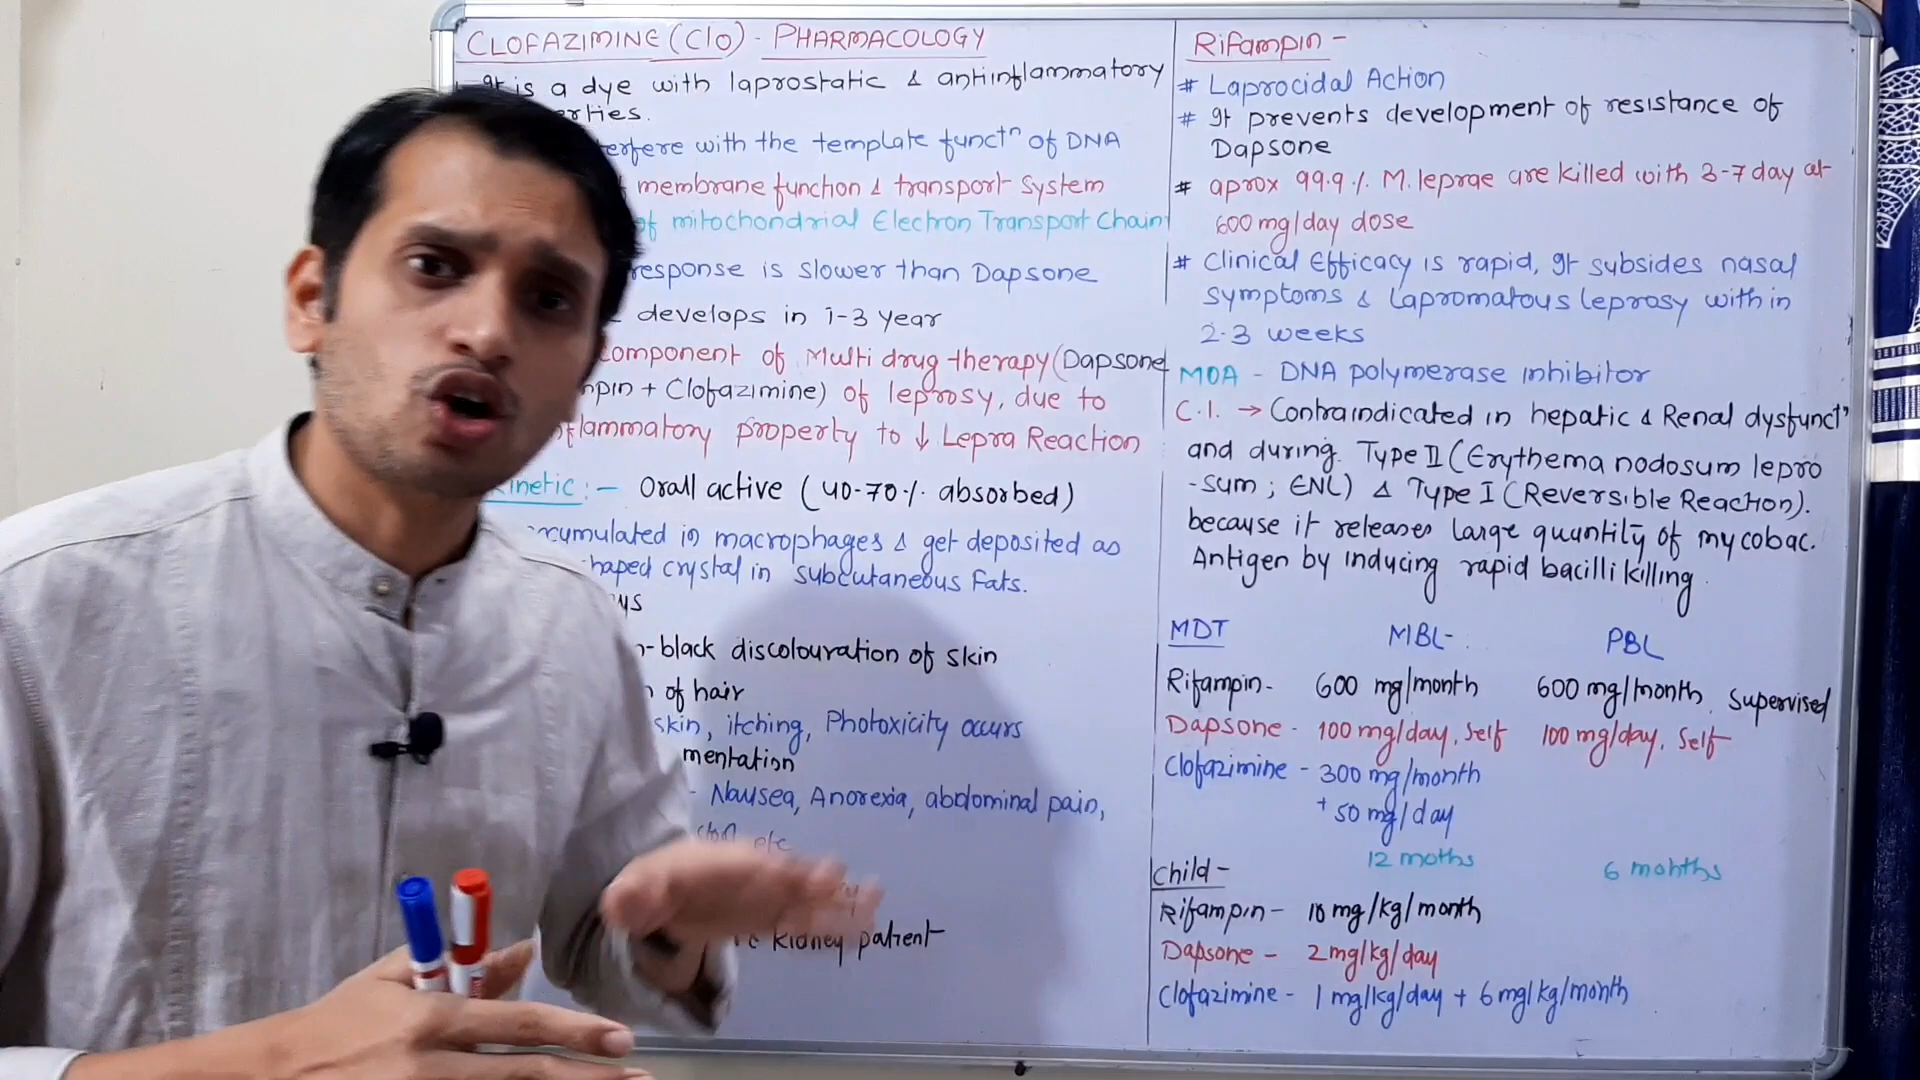 CLOFAZIMINE (Clo) - PHARMACOLOGY
It is a dye with laprostatic & antiinflammatory
erties.
terfere with the template funct^n of DNA
membrane function & transport system
of mitochondrial Electron Transport Chain
response is slower than Dapsone
develops in 1-3 year
component of Multi drug therapy (Dapsone
mpin + Clofazimine) of leprosy, due to
flammatory property to ↓ Lepra Reaction
kinetic :- Orall active (40-70% absorbed)
ccumulated in macrophages & get deposited as
haped crystal in subcutaneous Fats.
ys
-black discolouration of skin
of hair
skin, itching, Photoxicity occurs
mentation
- Nausea, Anorexia, abdominal pain,
etc
kidney patient
Rifampin -
# Laprocidal Action
# It prevents development of resistance of
Dapsone
# aprox 99.9% M. leprae are killed with 3-7 day at
600 mg/day dose
# Clinical Efficacy is rapid, It subsides nasal
symptoms & Lapromatous leprosy with in
2-3 weeks
MOA - DNA polymerase inhibitor
C.I. → Contraindicated in hepatic & Renal dysfunct^n
and during Type II (Erythema nodosum lepro
-sum ; ENL) & Type I (Reversible Reaction).
because it releases large quantity of mycobac.
Antigen by inducing rapid bacilli killing.
MDT MBL- PBL
Rifampin- 600 mg/month 600 mg/month, supervised
Dapsone - 100 mg/day, Self 100 mg/day, Self
Clofazimine - 300 mg/month
+ 50 mg/day
12 moths 6 months
Child -
Rifampin - 10 mg/kg/month
Dapsone - 2 mg/kg/day
Clofazimine - 1 mg/kg/day + 6 mg/kg/month